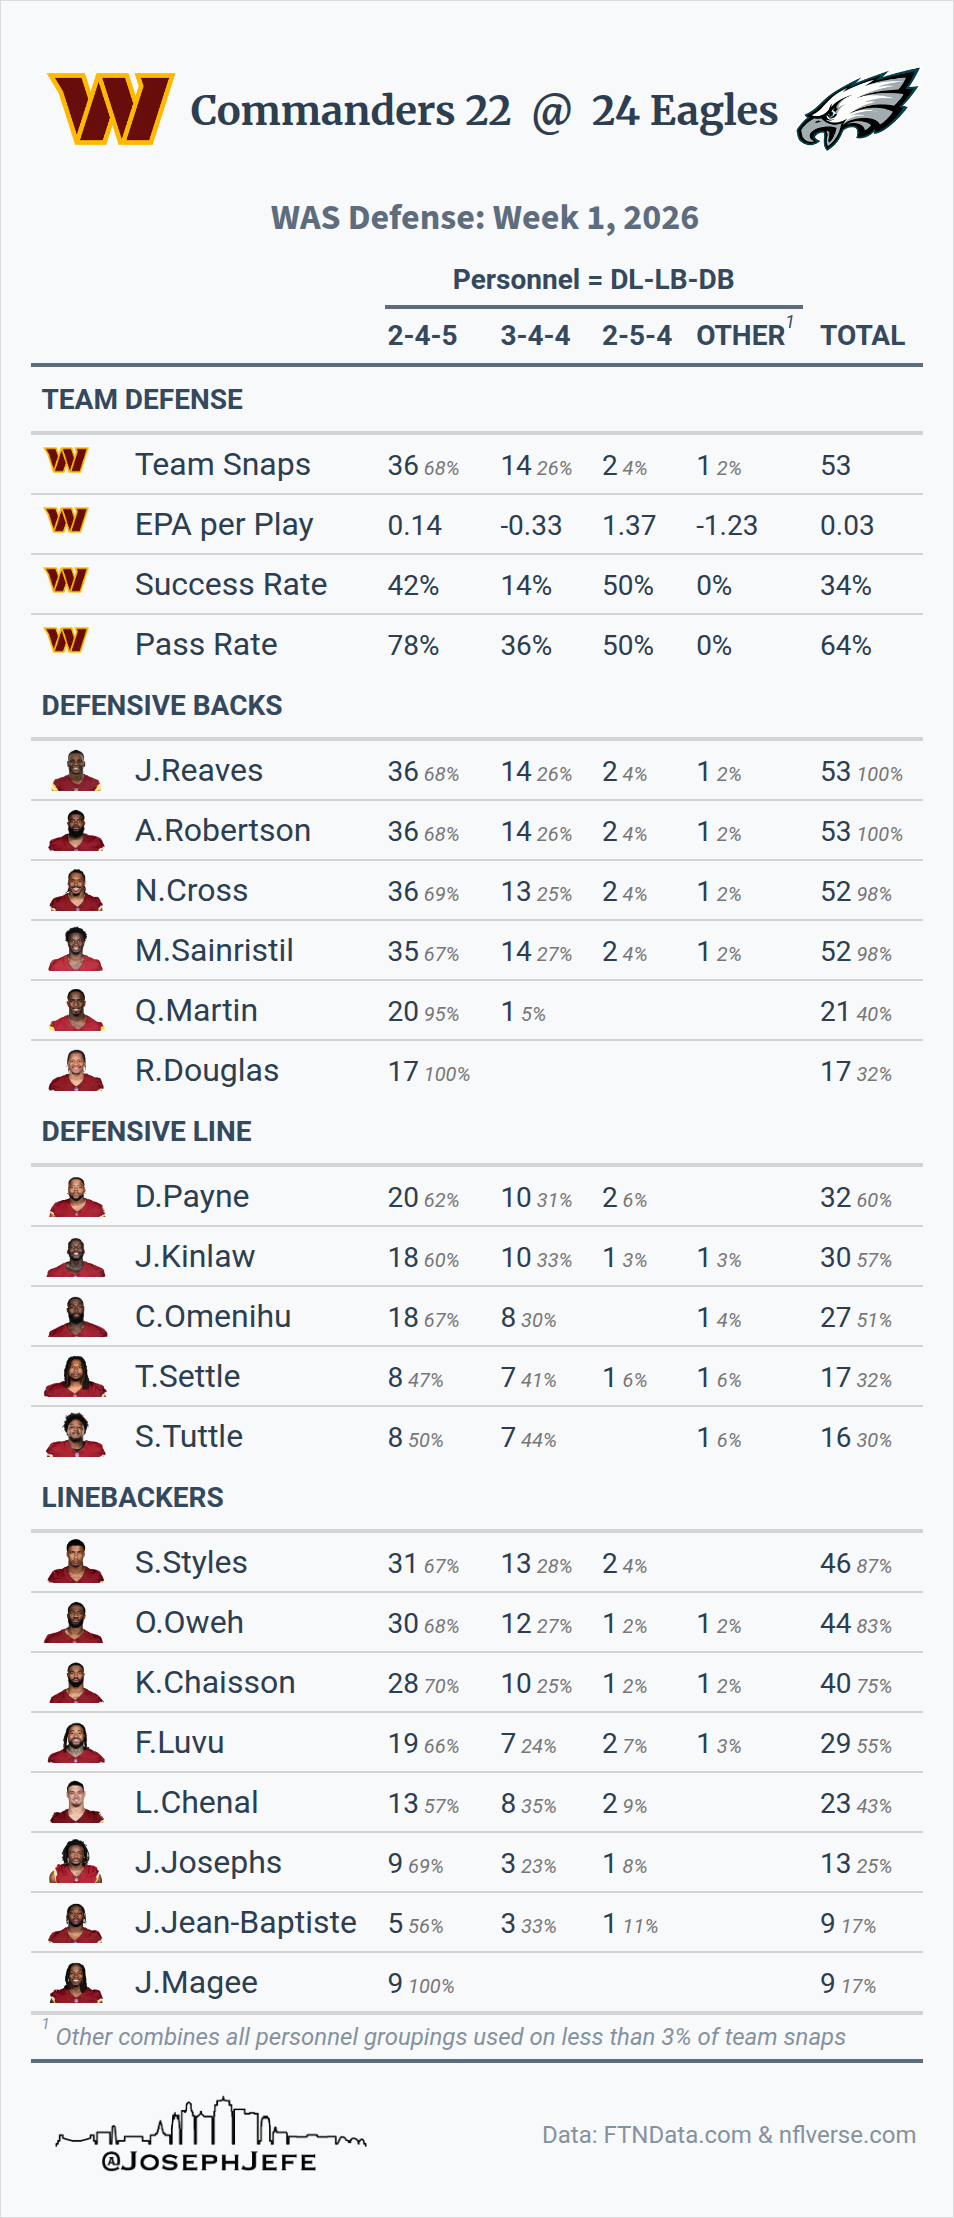 Commanders 22 @ 24 Eagles
WAS Defense: Week 1, 2026
Personnel = DL-LB-DB
2-4-5 3-4-4 2-5-4 OTHER1 TOTAL
TEAM DEFENSE
Team Snaps 36 68% 14 26% 2 4% 1 2% 53
EPA per Play 0.14 -0.33 1.37 -1.23 0.03
Success Rate 42% 14% 50% 0% 34%
Pass Rate 78% 36% 50% 0% 64%
DEFENSIVE BACKS
J.Reaves 36 68% 14 26% 2 4% 1 2% 53 100%
A.Robertson 36 68% 14 26% 2 4% 1 2% 53 100%
N.Cross 36 69% 13 25% 2 4% 1 2% 52 98%
M.Sainristil 35 67% 14 27% 2 4% 1 2% 52 98%
Q.Martin 20 95% 1 5% 21 40%
R.Douglas 17 100% 17 32%
DEFENSIVE LINE
D.Payne 20 62% 10 31% 2 6% 32 60%
J.Kinlaw 18 60% 10 33% 1 3% 1 3% 30 57%
C.Omenihu 18 67% 8 30% 1 4% 27 51%
T.Settle 8 47% 7 41% 1 6% 1 6% 17 32%
S.Tuttle 8 50% 7 44% 1 6% 16 30%
LINEBACKERS
S.Styles 31 67% 13 28% 2 4% 46 87%
O.Oweh 30 68% 12 27% 1 2% 1 2% 44 83%
K.Chaisson 28 70% 10 25% 1 2% 1 2% 40 75%
F.Luvu 19 66% 7 24% 2 7% 1 3% 29 55%
L.Chenal 13 57% 8 35% 2 9% 23 43%
J.Josephs 9 69% 3 23% 1 8% 13 25%
J.Jean-Baptiste 5 56% 3 33% 1 11% 9 17%
J.Magee 9 100% 9 17%
1 Other combines all personnel groupings used on less than 3% of team snaps
@JOSEPHJEFE
Data: FTNData.com & nflverse.com